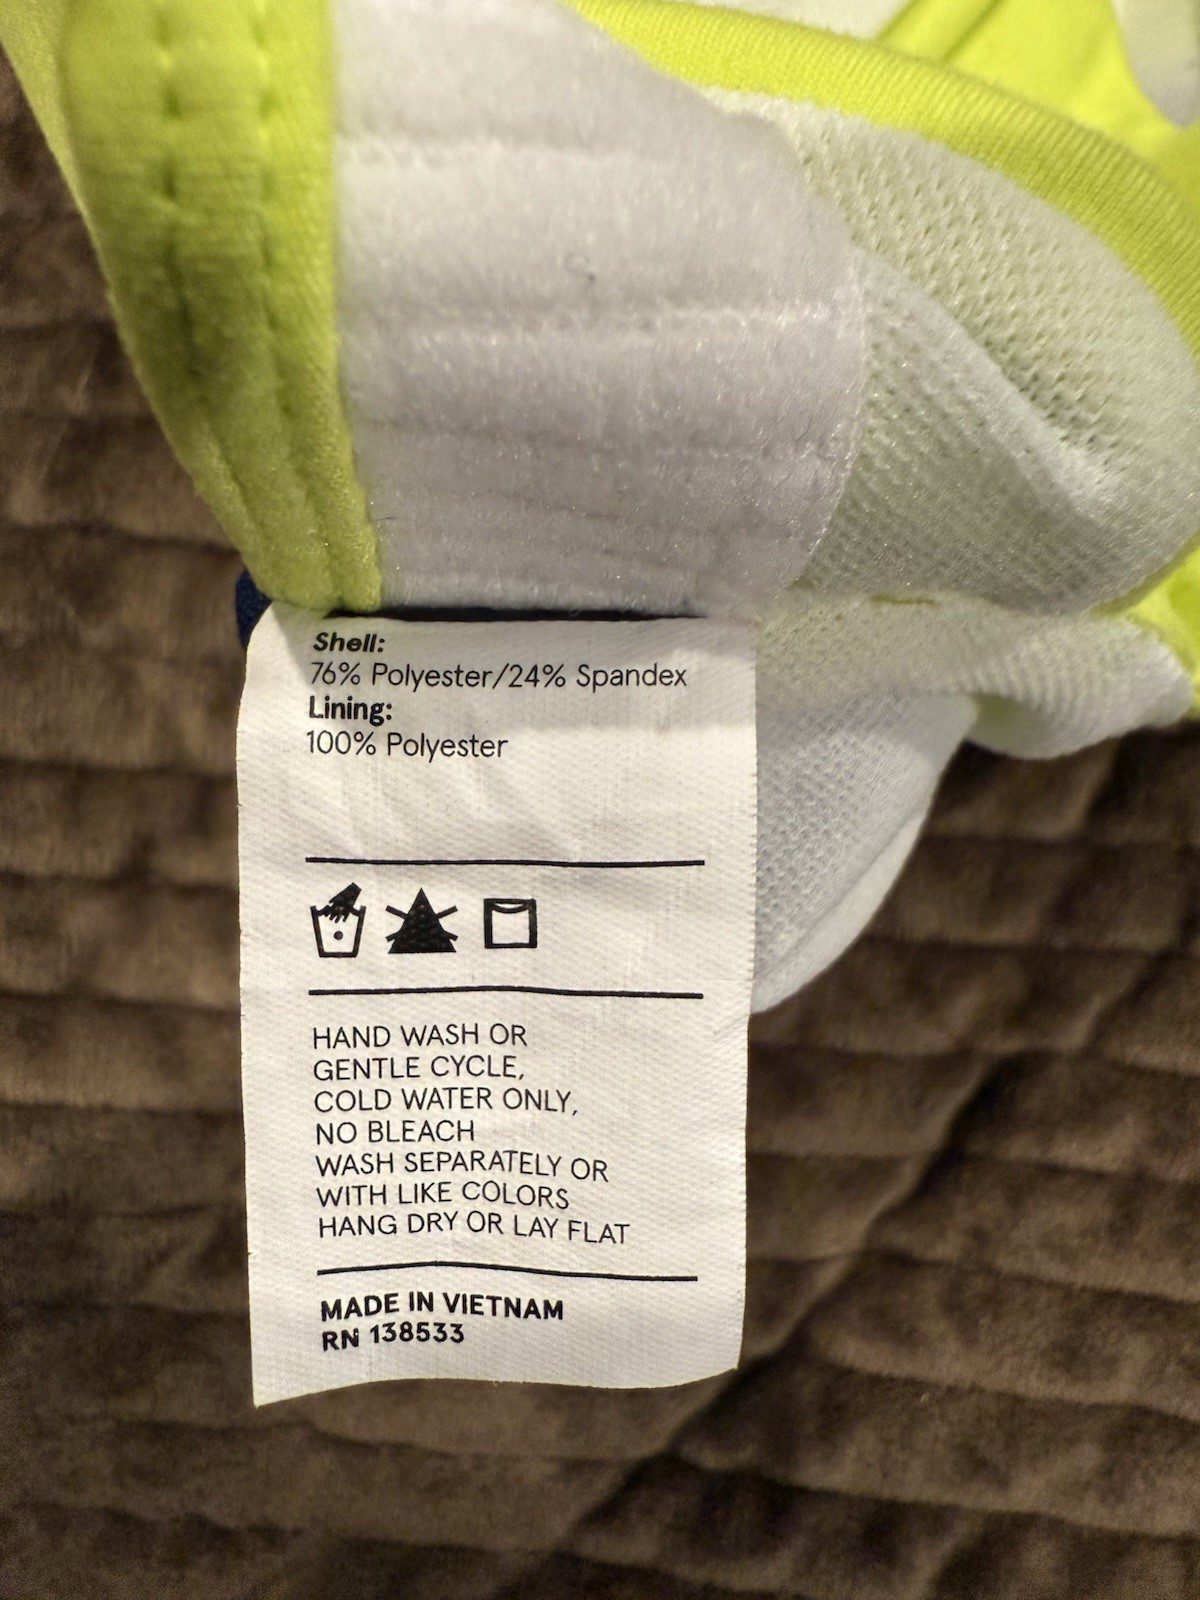 Shell:
76% Polyester/24% Spandex
Lining:
100% Polyester
HAND WASH OR
GENTLE CYCLE,
COLD WATER ONLY,
NO BLEACH
WASH SEPARATELY OR
WITH LIKE COLORS
HANG DRY OR LAY FLAT
MADE IN VIETNAM
RN 138533